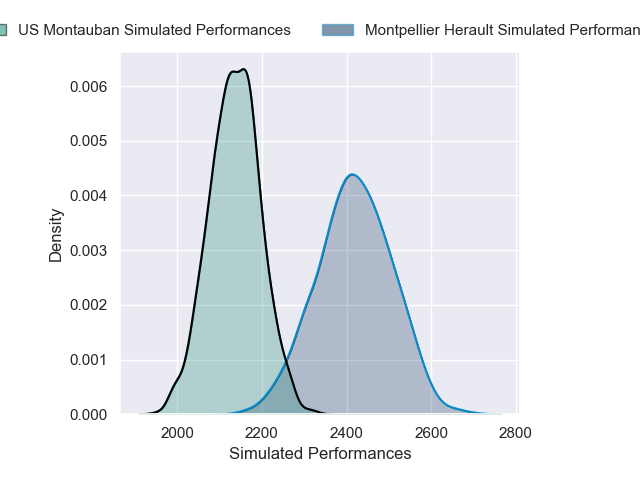 US Montauban Simulated Performances Montpellier Herault Simulated Performan
0.006
0.005
0.004
0.003
0.002
0.001
0.000
Density
2000 2200 2400 2600 2800
Simulated Performances